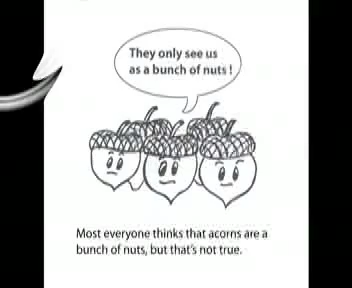 They only see us
as a bunch of nuts !
Most everyone thinks that acorns are a
bunch of nuts, but that's not true.